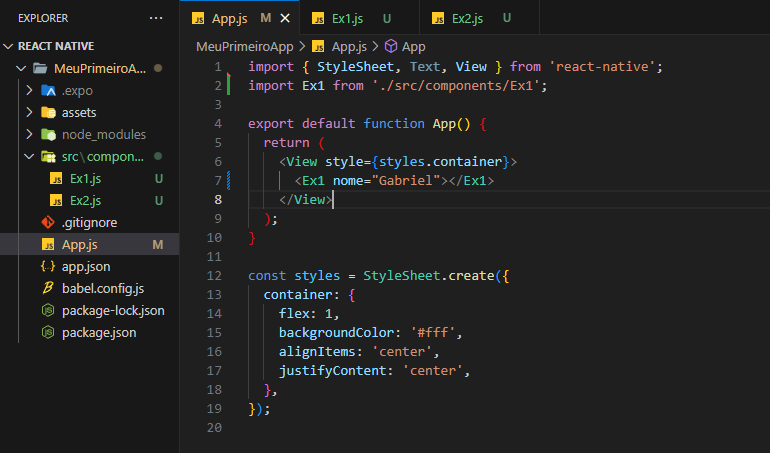 EXPLORER ...
REACT NATIVE
MeuPrimeiroA...
.expo
assets
node_modules
src\compon...
Ex1.js U
Ex2.js U
.gitignore
App.js M
app.json
babel.config.js
package-lock.json
package.json
App.js M
Ex1.js U
Ex2.js U
MeuPrimeiroApp > App.js > App
1 import { StyleSheet, Text, View } from 'react-native';
2 import Ex1 from './src/components/Ex1';
3
4 export default function App() {
5 return (
6 <View style={styles.container}>
7 <Ex1 nome="Gabriel"></Ex1>
8 </View>
9 );
10 }
11
12 const styles = StyleSheet.create({
13 container: {
14 flex: 1,
15 backgroundColor: '#fff',
16 alignItems: 'center',
17 justifyContent: 'center',
18 },
19 });
20